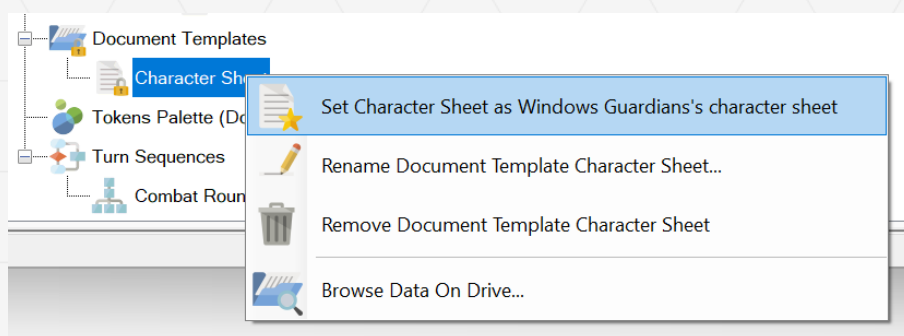 Document Templates
Character Sh
Set Character Sheet as Windows Guardians's character sheet
Tokens Palette (Do
Rename Document Template Character Sheet...
Turn Sequences
Combat Roun
Remove Document Template Character Sheet
Browse Data On Drive...